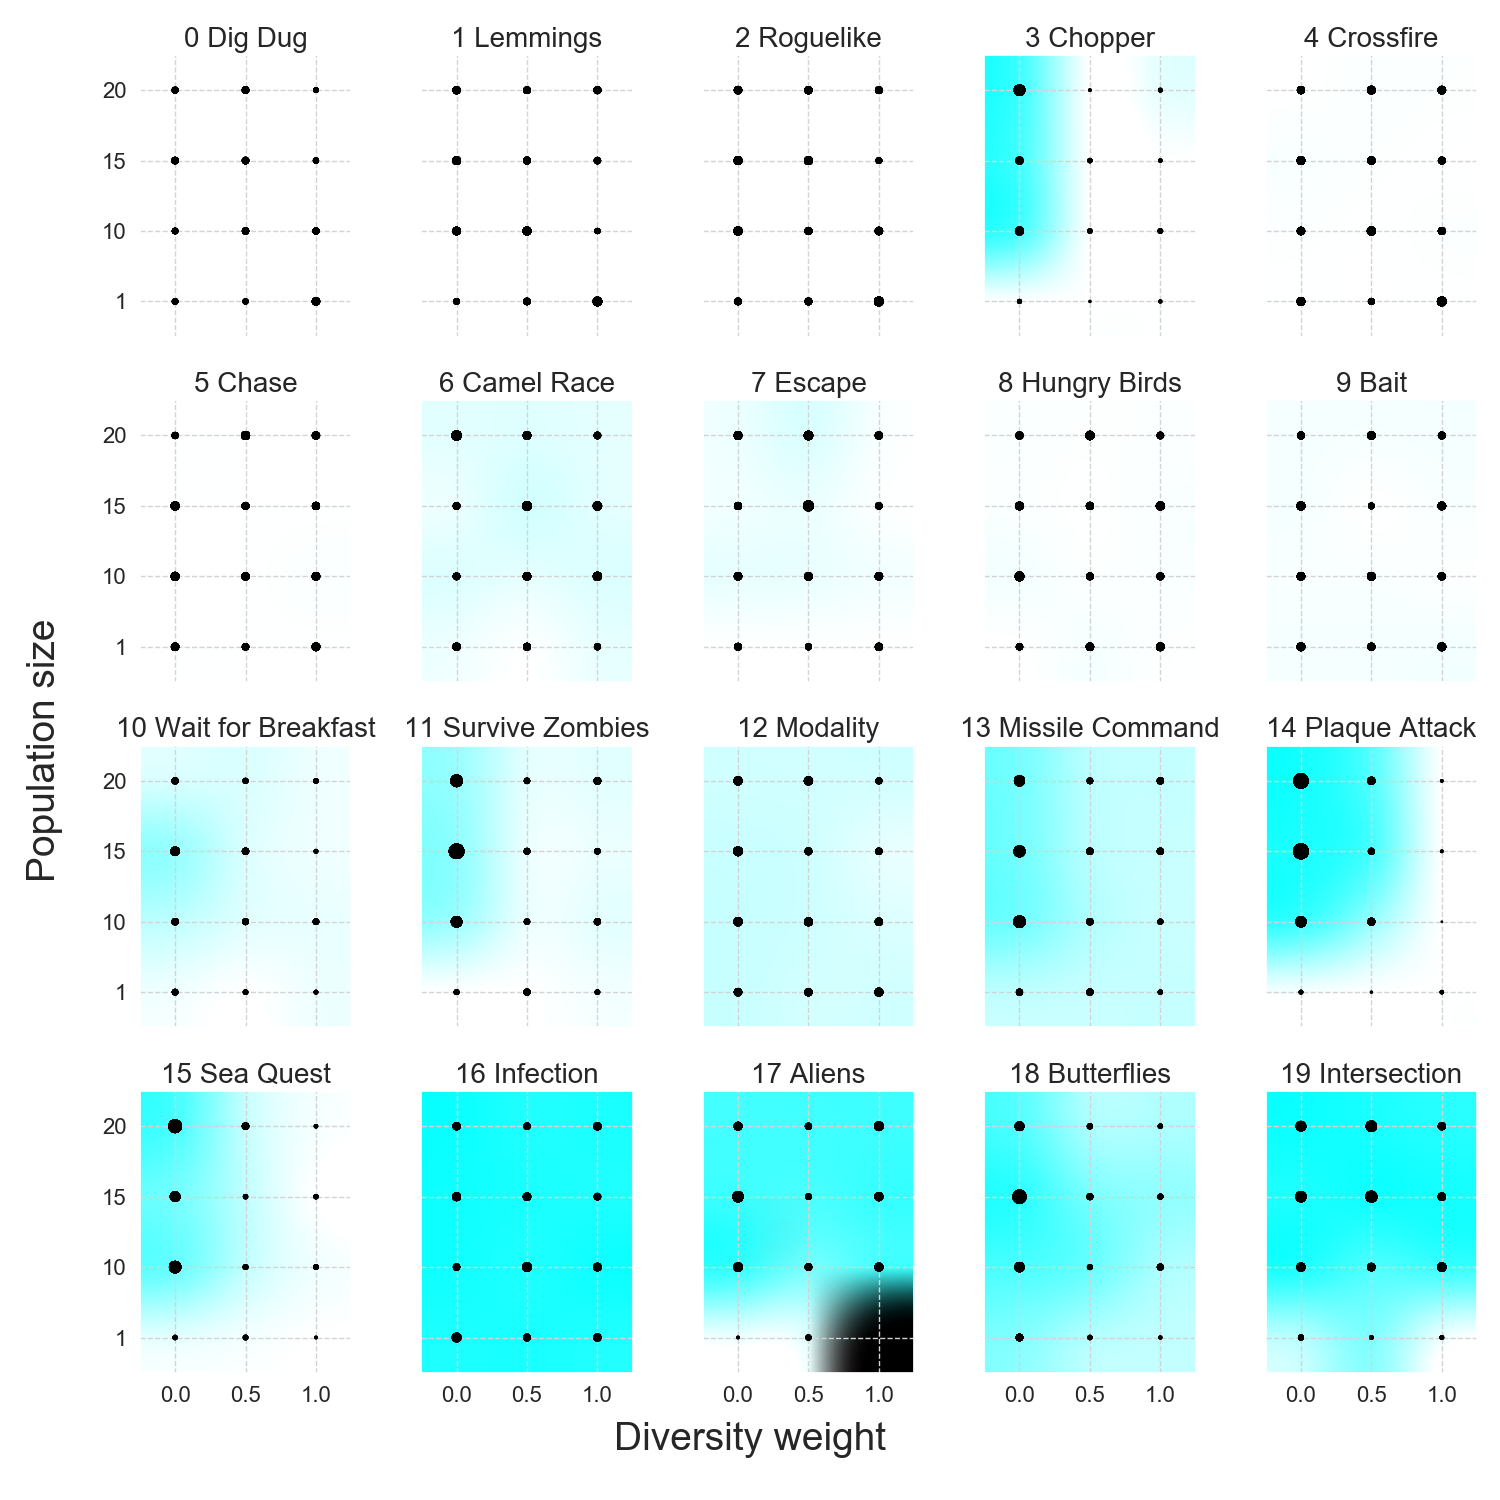 0 Dig Dug
1 Lemmings
2 Roguelike
3 Chopper
4 Crossfire
20
15
10
1
5 Chase
6 Camel Race
7 Escape
8 Hungry Birds
9 Bait
20
15
10
1
Population size
10 Wait for Breakfast
11 Survive Zombies
12 Modality
13 Missile Command
14 Plaque Attack
20
15
10
1
15 Sea Quest
16 Infection
17 Aliens
18 Butterflies
19 Intersection
20
15
10
1
0.0 0.5 1.0
0.0 0.5 1.0
0.0 0.5 1.0
0.0 0.5 1.0
0.0 0.5 1.0
Diversity weight